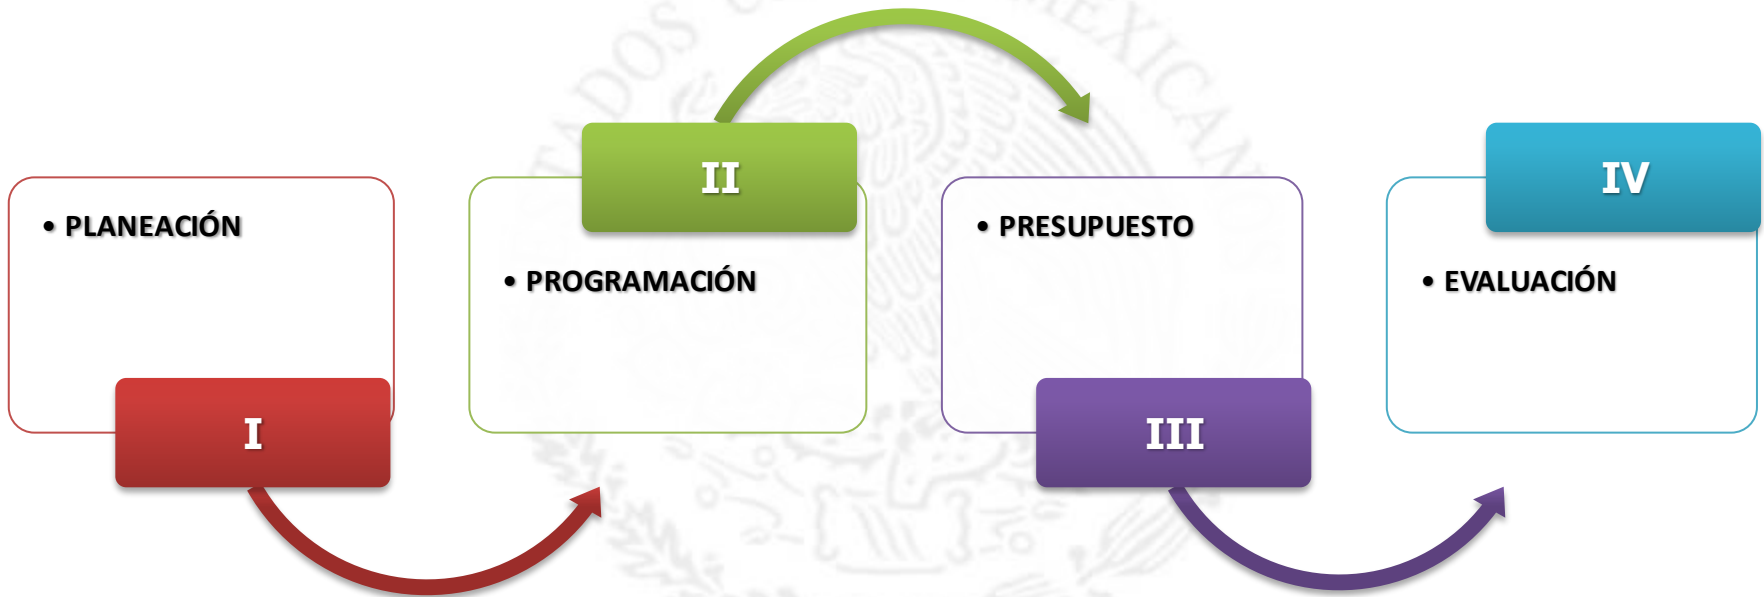 • PLANEACIÓN
I
II
• PROGRAMACIÓN
• PRESUPUESTO
III
IV
• EVALUACIÓN